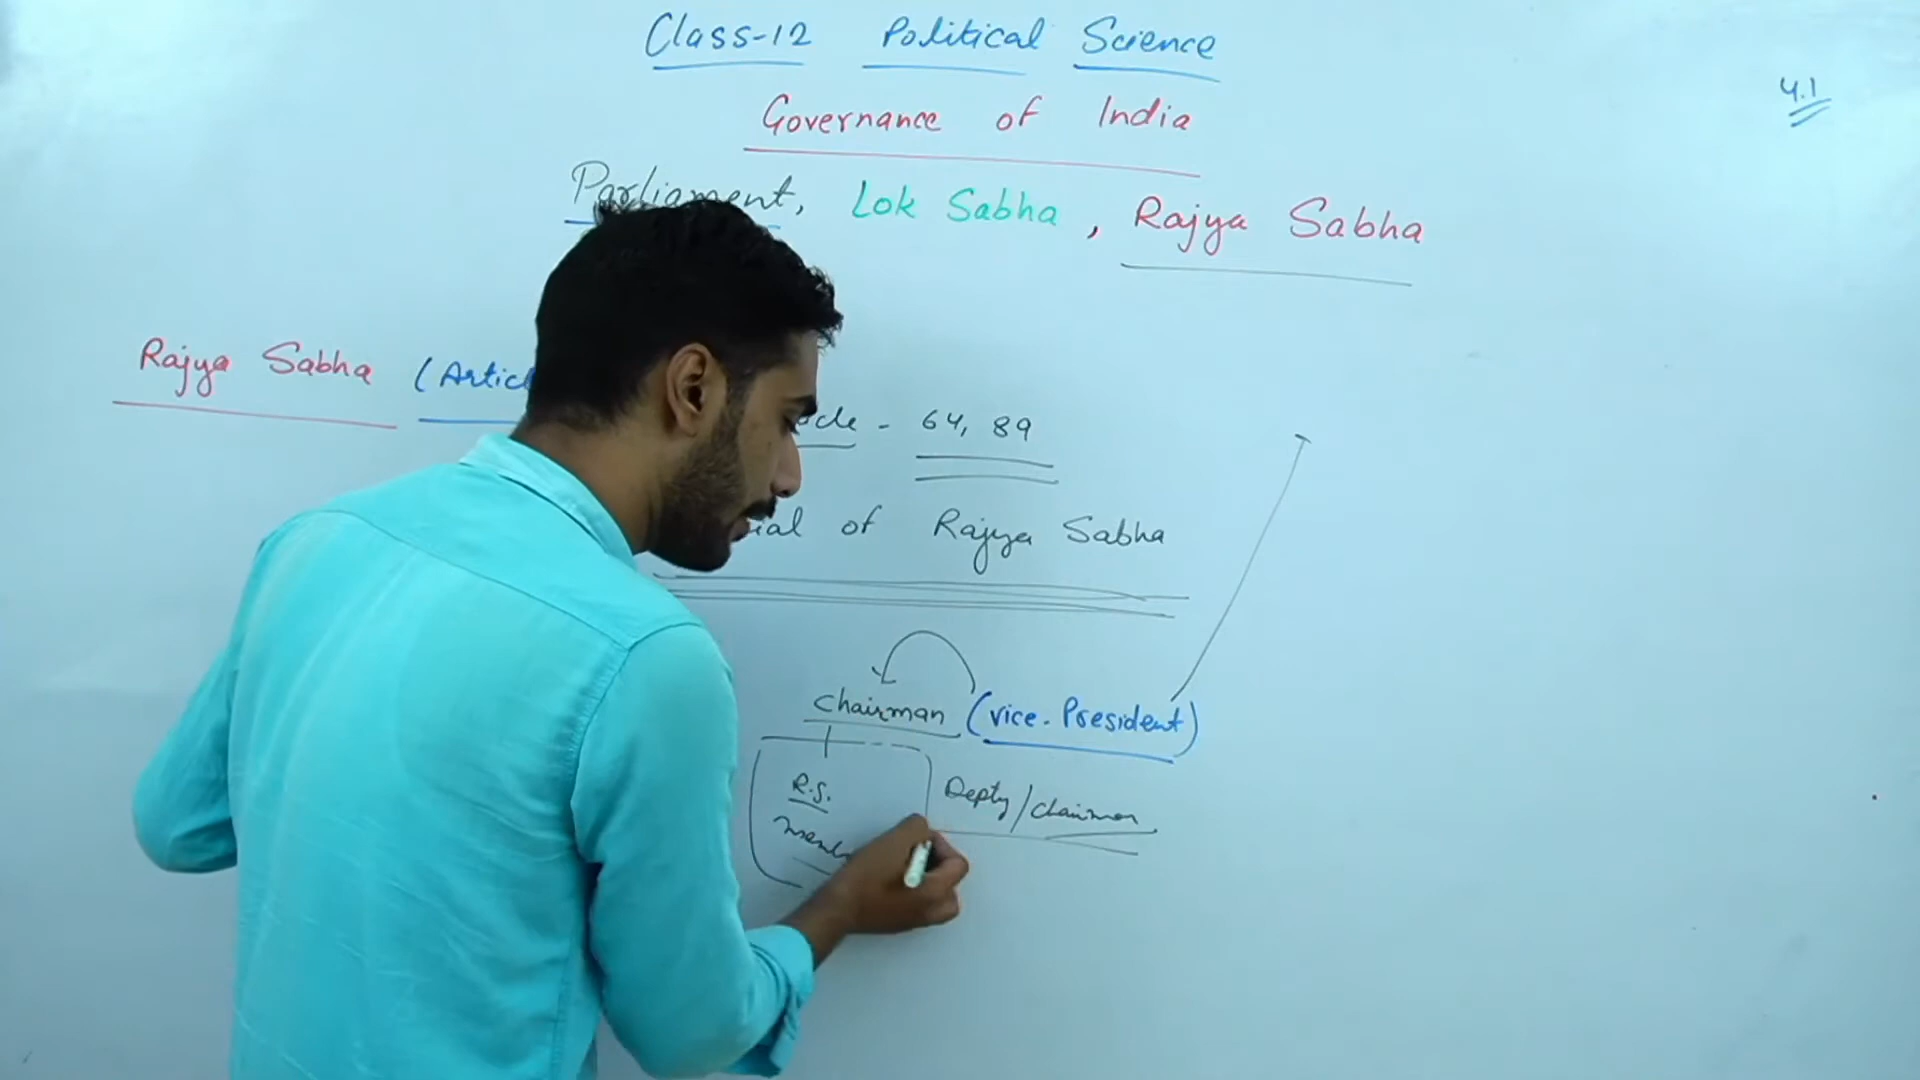 Class-12 Political Science
4.1
Governance of India
Parliament, Lok Sabha, Rajya Sabha
Rajya Sabha (Artic
cle - 64, 89
ial of Rajya Sabha
Chairman (Vice-President)
R.S.
Depty/Chairman